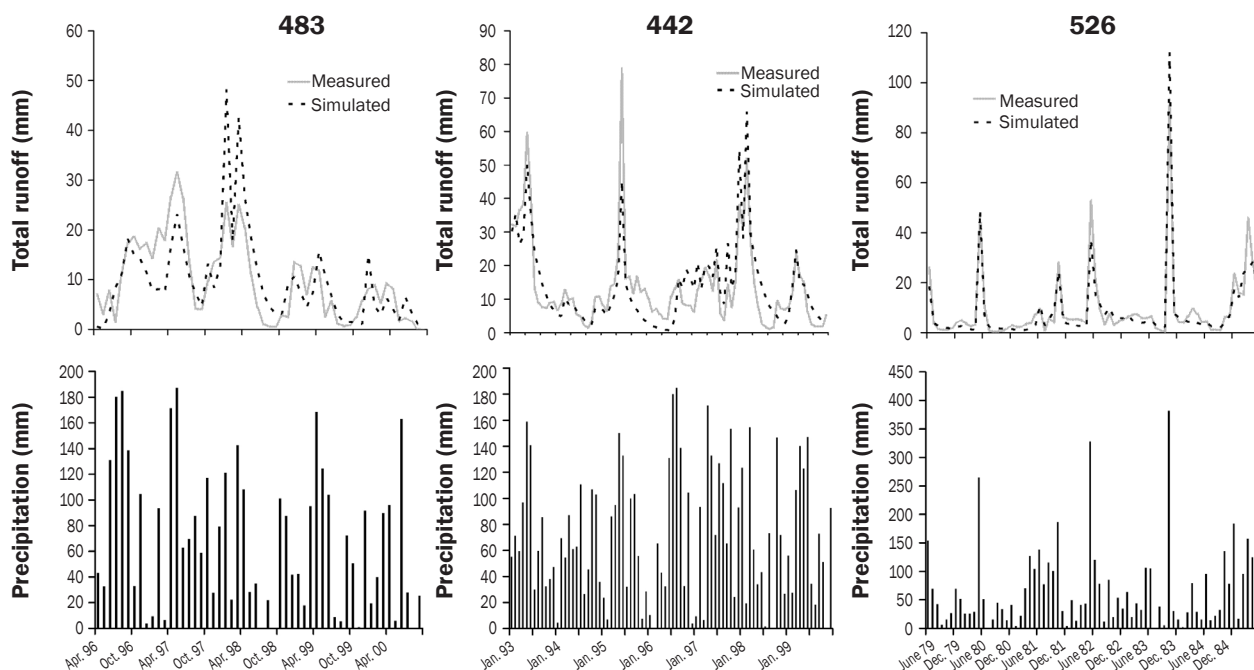 483
60
50
40
30
20
10
0
Total runoff (mm)
Measured
Simulated
442
90
80
70
60
50
40
30
20
10
0
Total runoff (mm)
Measured
Simulated
526
120
100
80
60
40
20
0
Total runoff (mm)
Measured
Simulated
200
180
160
140
120
100
80
60
40
20
0
Precipitation (mm)
Apr. 96
Oct. 96
Apr. 97
Oct. 97
Apr. 98
Oct. 98
Apr. 99
Oct. 99
Apr. 00
200
180
160
140
120
100
80
60
40
20
0
Precipitation (mm)
Jan. 93
Jan. 94
Jan. 95
Jan. 96
Jan. 97
Jan. 98
Jan. 99
450
400
350
300
250
200
150
100
50
0
Precipitation (mm)
June 79
Dec. 79
June 80
Dec. 80
June 81
Dec. 81
June 82
Dec. 82
June 83
Dec. 83
June 84
Dec. 84